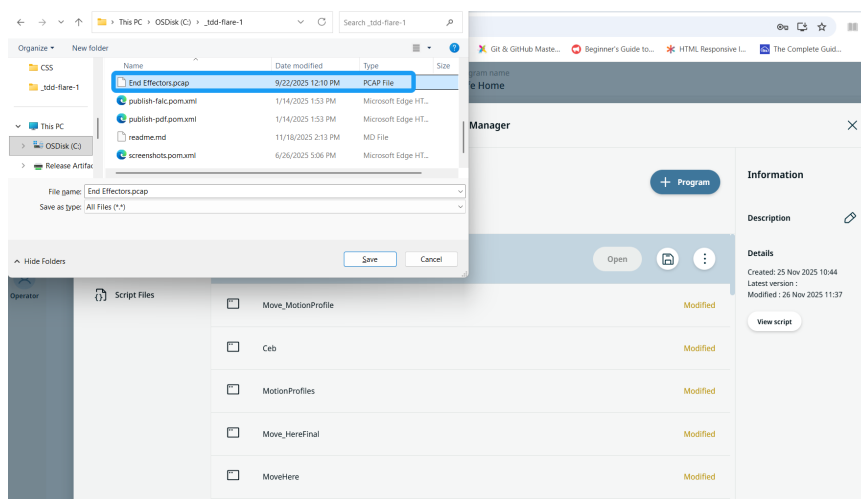 This PC › OSDisk (C:) › _tdd-flare-1
Search _tdd-flare-1
Organize
New folder
Name Date modified Type Size
CSS
_tdd-flare-1
This PC
OSDisk (C:)
Release Artifac
End Effectors.pcap 9/22/2025 12:10 PM PCAP File
publish-falc.pom.xml 1/14/2025 1:53 PM Microsoft Edge HT...
publish-pdf.pom.xml 1/14/2025 1:53 PM Microsoft Edge HT...
readme.md 11/18/2025 2:13 PM MD File
screenshots.pom.xml 6/26/2025 5:06 PM Microsoft Edge HT...
File name: End Effectors.pcap
Save as type: All Files (*.*)
Hide Folders
Save
Cancel
Git & GitHub Maste...
Beginner's Guide to...
HTML Responsive I...
The Complete Guid...
gram name
e Home
Manager
Program
Information
Description
Details
Created: 25 Nov 2025 10:44
Latest version :
Modified : 26 Nov 2025 11:37
View script
Open
Operator
Script Files
Move_MotionProfile Modified
Ceb Modified
MotionProfiles Modified
Move_HereFinal Modified
MoveHere Modified